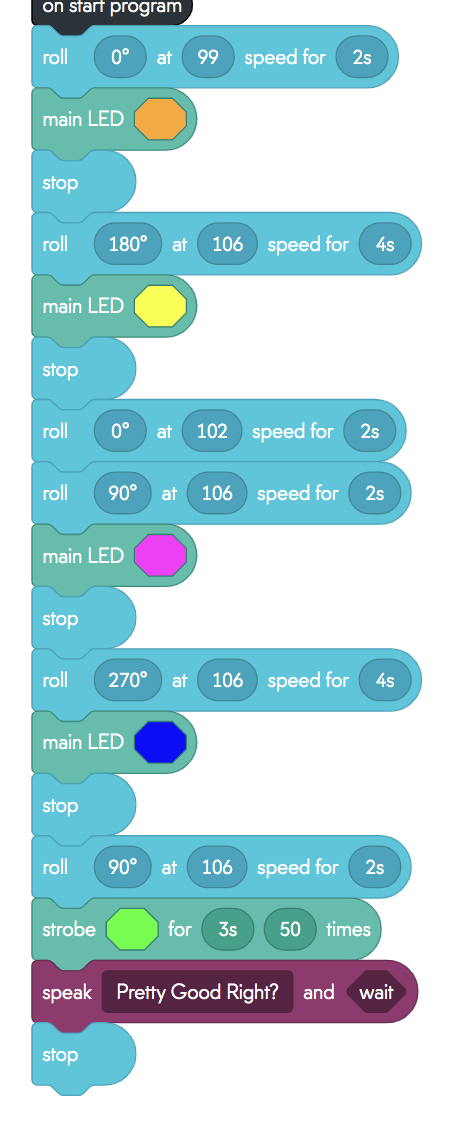 on start program
roll 0° at 99 speed for 2s
main LED
stop
roll 180° at 106 speed for 4s
main LED
stop
roll 0° at 102 speed for 2s
roll 90° at 106 speed for 2s
main LED
stop
roll 270° at 106 speed for 4s
main LED
stop
roll 90° at 106 speed for 2s
strobe for 3s 50 times
speak Pretty Good Right? and wait
stop